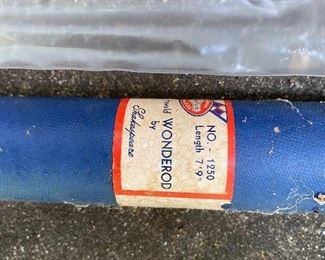 NO. - 1250
Length 7'9"
WONDEROD
by
Shakespeare